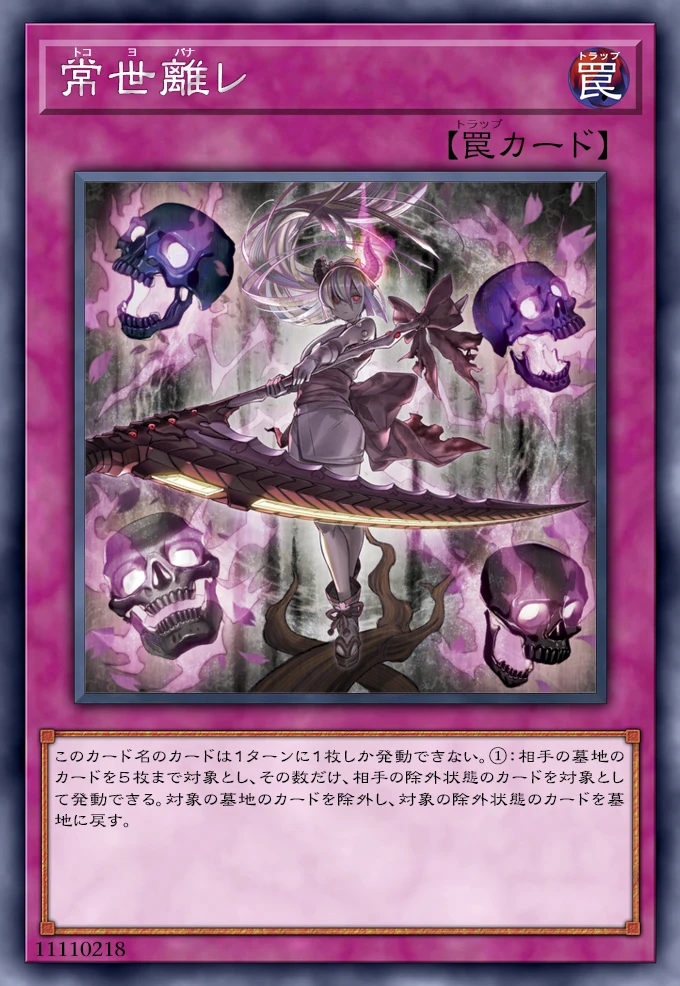 トコ ヨ バナ
常世離レ
トラップ
罠
トラップ
【罠カード】
このカード名のカードは1ターンに1枚しか発動できない。①:相手の墓地の
カードを5枚まで対象とし、その数だけ、相手の除外状態のカードを対象とし
て発動できる。対象の墓地のカードを除外し、対象の除外状態のカードを墓
地に戻す。
11110218